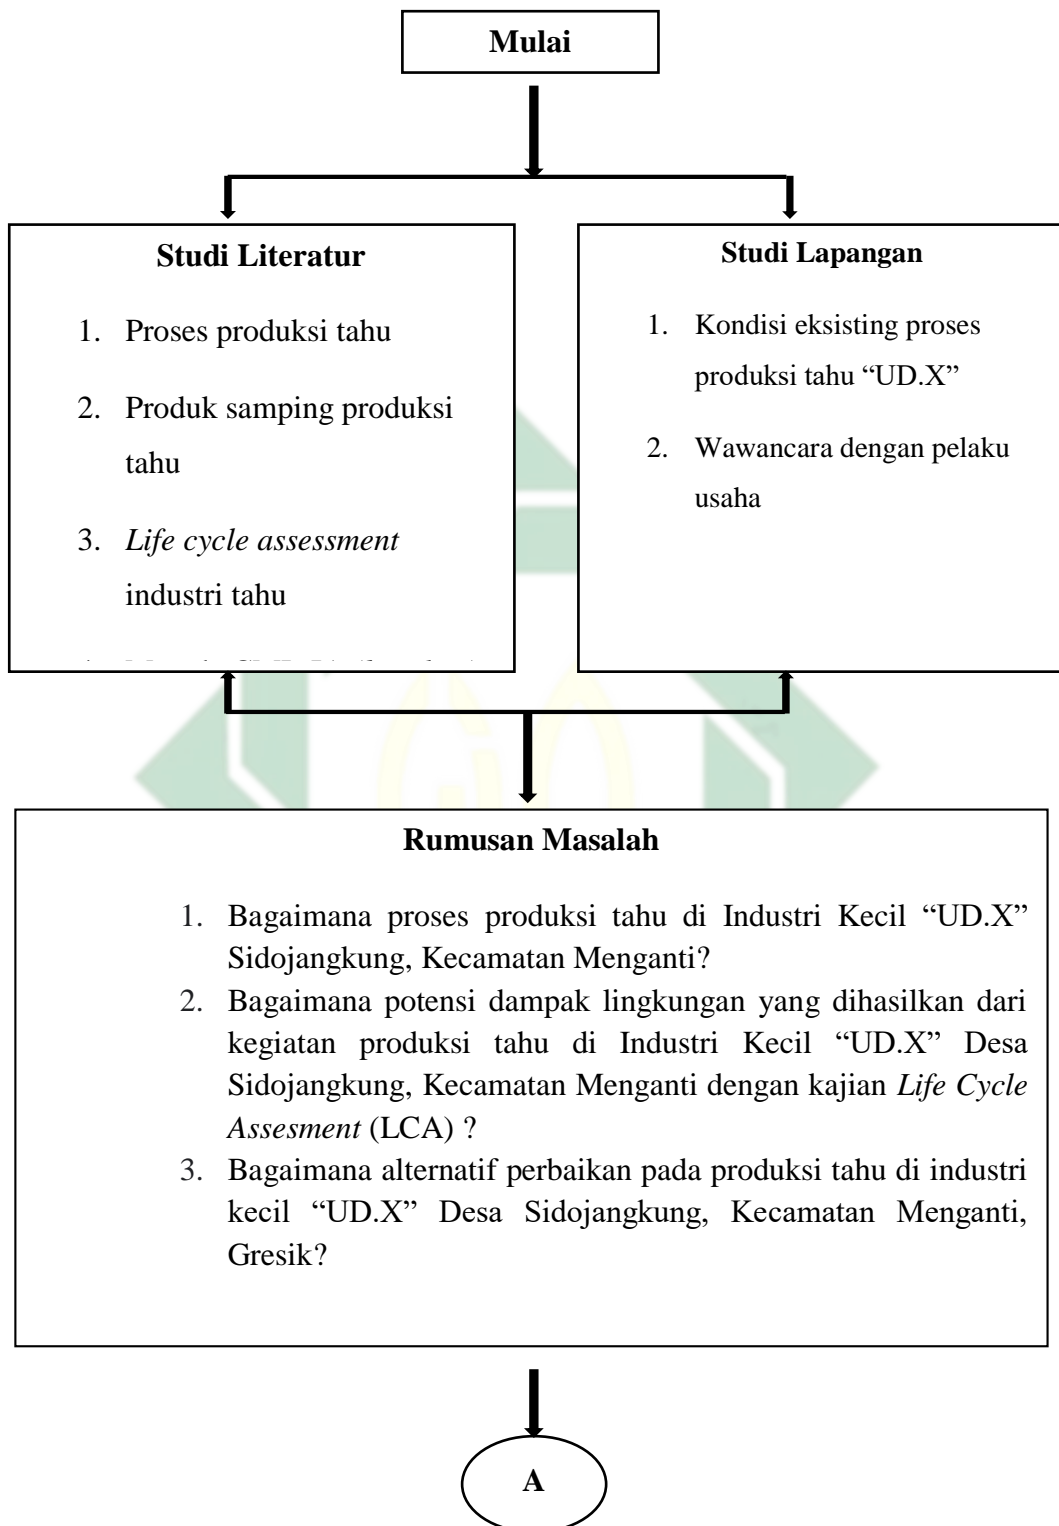 Mulai
Studi Literatur
1. Proses produksi tahu
2. Produk samping produksi
tahu
3. Life cycle assessment
industri tahu
Studi Lapangan
1. Kondisi eksisting proses
produksi tahu “UD.X”
2. Wawancara dengan pelaku
usaha
Rumusan Masalah
1. Bagaimana proses produksi tahu di Industri Kecil “UD.X”
Sidojangkung, Kecamatan Menganti?
2. Bagaimana potensi dampak lingkungan yang dihasilkan dari
kegiatan produksi tahu di Industri Kecil “UD.X” Desa
Sidojangkung, Kecamatan Menganti dengan kajian Life Cycle
Assesment (LCA) ?
3. Bagaimana alternatif perbaikan pada produksi tahu di industri
kecil “UD.X” Desa Sidojangkung, Kecamatan Menganti,
Gresik?
A